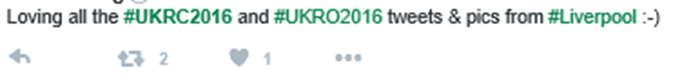 Loving all the #UKRC2016 and #UKRO2016 tweets & pics from #Liverpool :-)
2 1